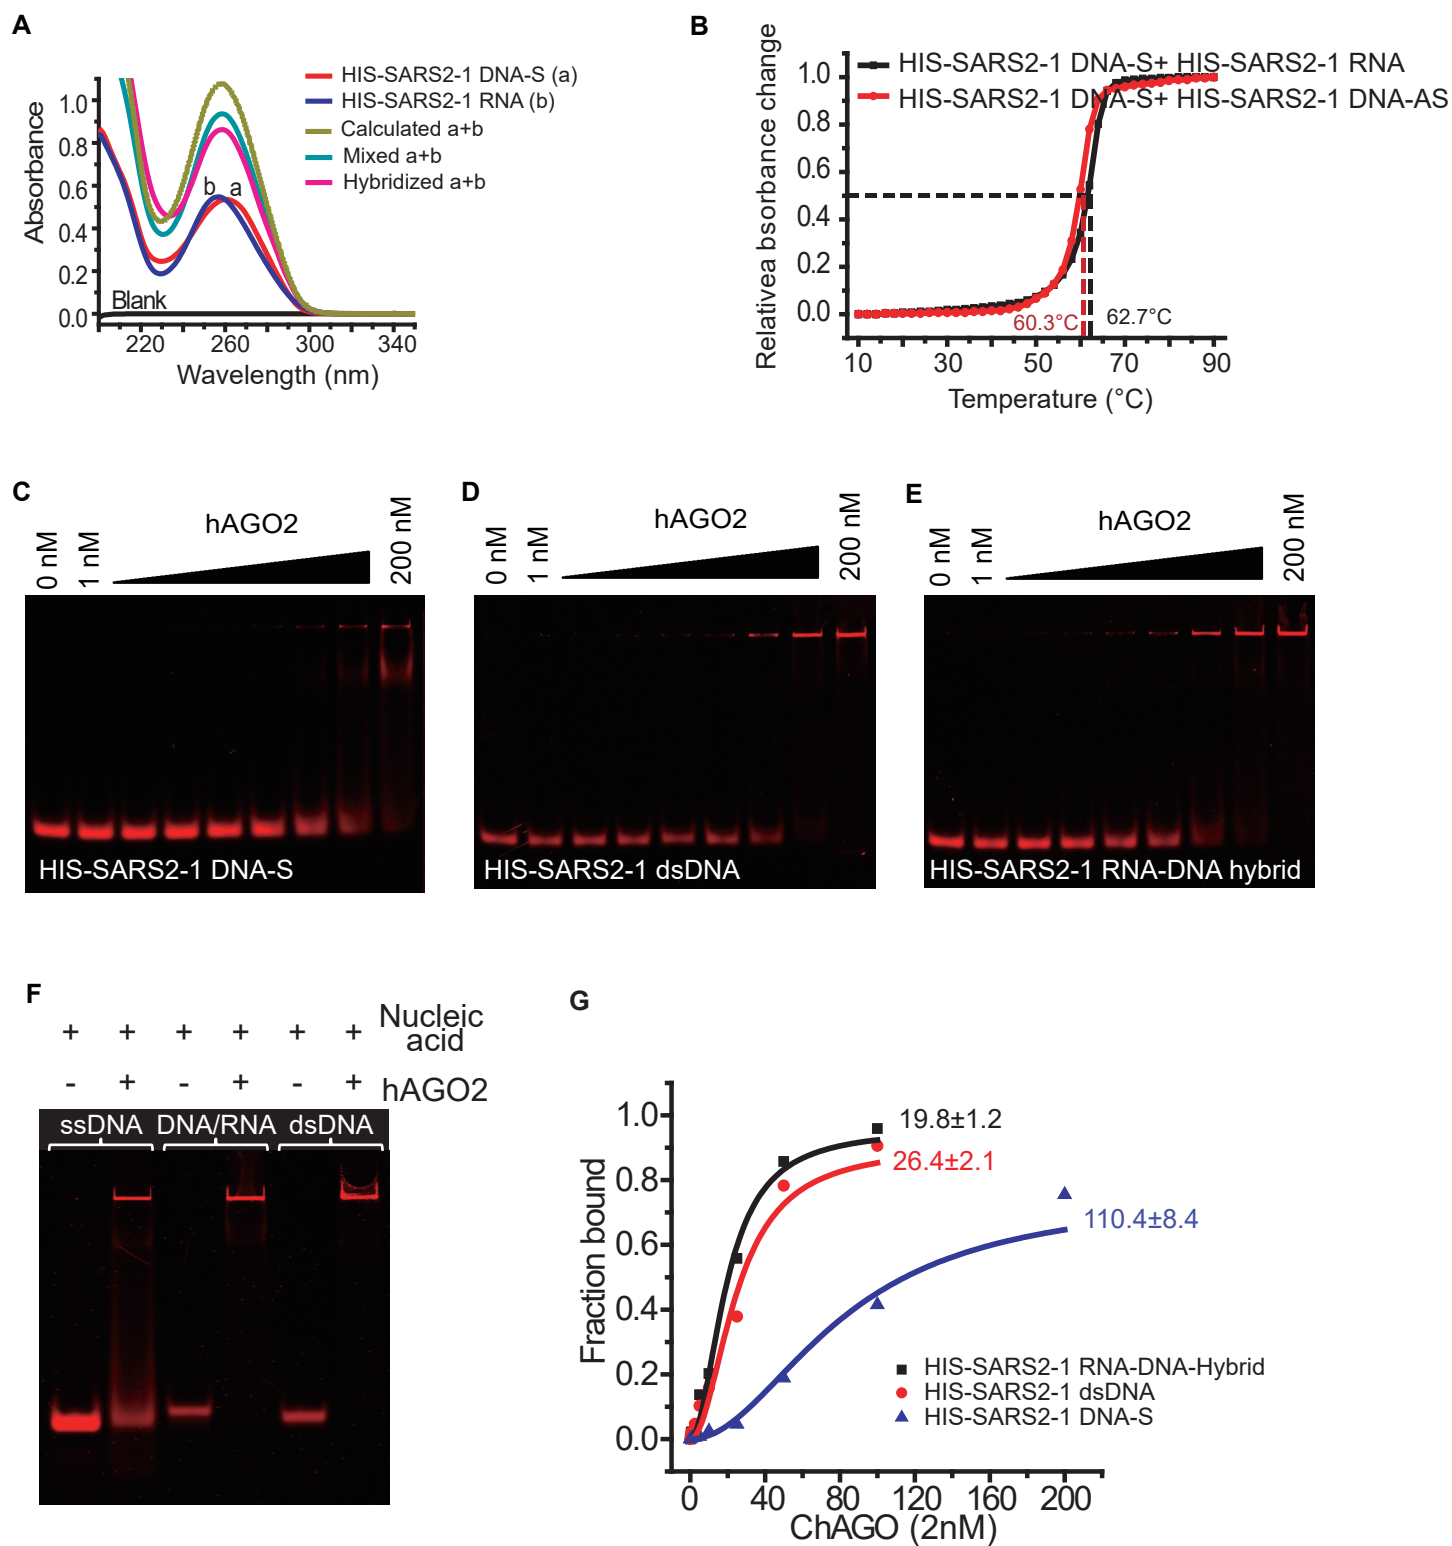 A
HIS-SARS2-1 DNA-S (a)
HIS-SARS2-1 RNA (b)
Calculated a+b
Mixed a+b
Hybridized a+b
Absorbance
1.0
0.8
0.6
0.4
0.2
0.0
b a
Blank
220 260 300 340
Wavelength (nm)
B
HIS-SARS2-1 DNA-S+ HIS-SARS2-1 RNA
HIS-SARS2-1 DNA-S+ HIS-SARS2-1 DNA-AS
Relativea bsorbance change
1.0
0.8
0.6
0.4
0.2
0.0
60.3°C
62.7°C
10 30 50 70 90
Temperature (°C)
C
0 nM
1 nM
hAGO2
200 nM
HIS-SARS2-1 DNA-S
D
0 nM
1 nM
hAGO2
200 nM
HIS-SARS2-1 dsDNA
E
0 nM
1 nM
hAGO2
200 nM
HIS-SARS2-1 RNA-DNA hybrid
F
+ + + + + + Nucleic
acid
- + - + - + hAGO2
ssDNA DNA/RNA dsDNA
G
Fraction bound
1.0
0.8
0.6
0.4
0.2
0.0
19.8±1.2
26.4±2.1
110.4±8.4
HIS-SARS2-1 RNA-DNA-Hybrid
HIS-SARS2-1 dsDNA
HIS-SARS2-1 DNA-S
0 40 80 120 160 200
ChAGO (2nM)